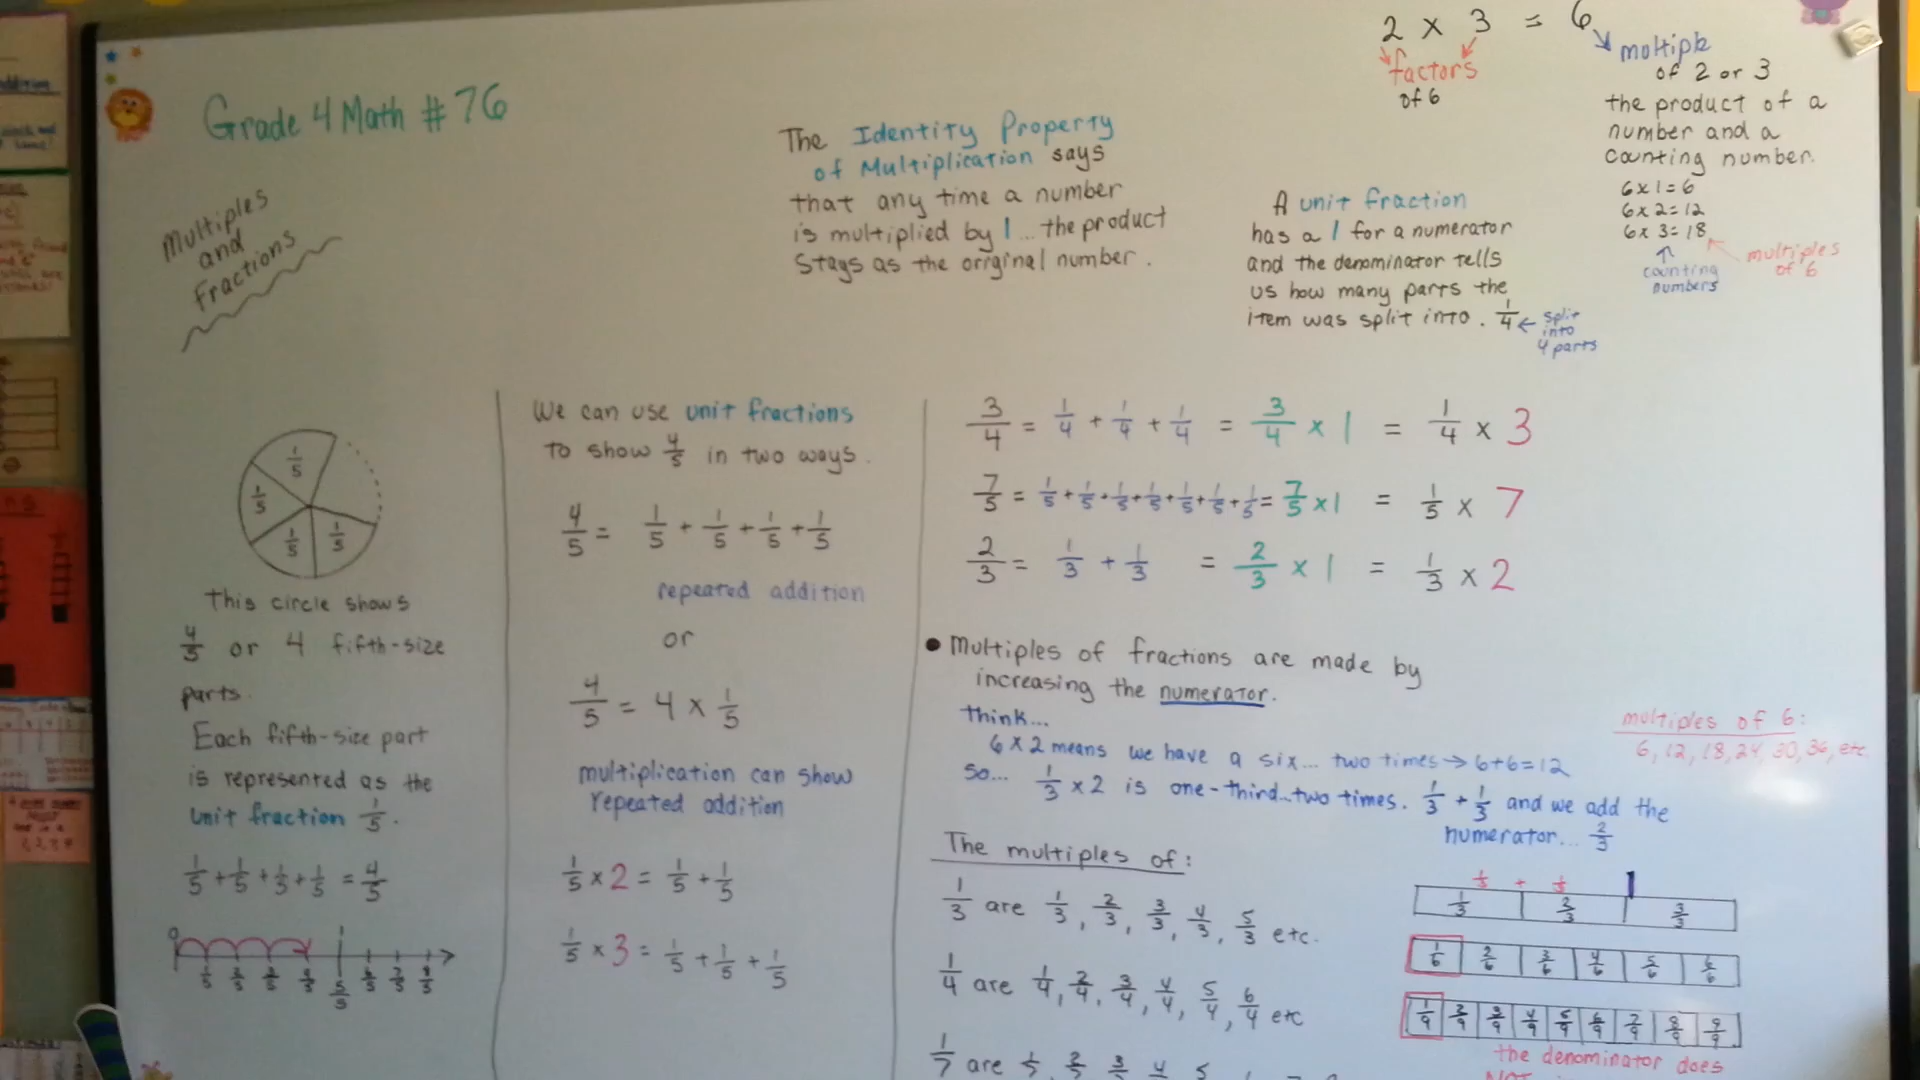 Grade 4 Math #76
Multiples
and
fractions
The Identity Property
of Multiplication says
that any time a number
is multiplied by 1... the product
stays as the original number.
2 x 3 = 6
factors
of 6
multiple
of 2 or 3
the product of a
number and a
counting number.
6x1=6
6x2=12
6x3=18
counting
numbers
multiples
of 6
A unit fraction
has a 1 for a numerator
and the denominator tells
us how many parts the
item was split into. 1/4 ← split
into
4 parts
1/5
1/5
1/5
1/5
This circle shows
4/5 or 4 fifth-size
parts.
Each fifth-size part
is represented as the
unit fraction 1/5.
1/5 + 1/5 + 1/5 + 1/5 = 4/5
0 1
1/5 2/5 3/5 4/5 5/5 6/5 7/5 8/5
We can use unit fractions
to show 4/5 in two ways.
4/5 = 1/5 + 1/5 + 1/5 + 1/5
repeated addition
or
4/5 = 4 x 1/5
multiplication can show
repeated addition
1/5 x 2 = 1/5 + 1/5
1/5 x 3 = 1/5 + 1/5 + 1/5
3/4 = 1/4 + 1/4 + 1/4 = 3/4 x 1 = 1/4 x 3
7/5 = 1/5 + 1/5 + 1/5 + 1/5 + 1/5 + 1/5 + 1/5 = 7/5 x 1 = 1/5 x 7
2/3 = 1/3 + 1/3 = 2/3 x 1 = 1/3 x 2
• Multiples of fractions are made by
increasing the numerator.
Think...
6x2 means we have a six... two times → 6+6=12
so... 1/3 x 2 is one-third...two times. 1/3 + 1/3 and we add the
numerator... 2/3
multiples of 6:
6, 12, 18, 24, 30, 36, etc.
The multiples of:
1/3 are 1/3, 2/3, 3/3, 4/3, 5/3 etc.
1/4 are 1/4, 2/4, 3/4, 4/4, 5/4, 6/4 etc
1/7 are
1/3 + 1/3
1/3 2/3 3/3
1/6 2/6 3/6 4/6 5/6 6/6
1/9 2/9 3/9 4/9 5/9 6/9 7/9 8/9 9/9
the denominator does